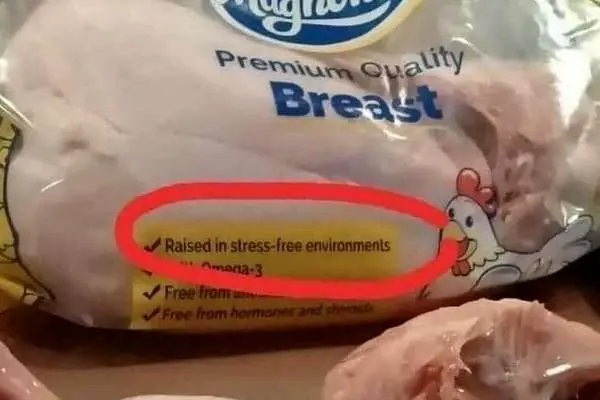 Premium Quality
Breast
✓ Raised in stress-free environments
Omega-3
✓ Free from
✓ Free from hormones and steroids